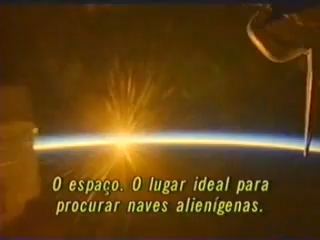 O espaço. O lugar ideal para
procurar naves alienígenas.